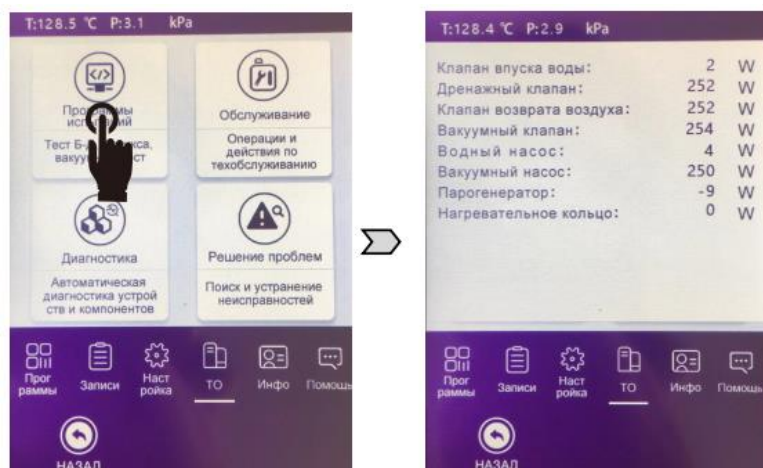 T:128.5 ℃ P:3.1 kPa
Программы
испытаний
Обслуживание
Тест Б-Д
вакуу
Операции и
действия по
техобслуживанию
Диагностика
Автоматическая
диагностика устрой
ств и компонентов
Решение проблем
Поиск и устранение
неисправностей
Прог
раммы
Записи
Наст
ройка
ТО
Инфо
Помощь
НАЗАД
T:128.4 ℃ P:2.9 kPa
Клапан впуска воды: 2 W
Дренажный клапан: 252 W
Клапан возврата воздуха: 252 W
Вакуумный клапан: 254 W
Водный насос: 4 W
Вакуумный насос: 250 W
Парогенератор: -9 W
Нагревательное кольцо: 0 W
Прог
раммы
Записи
Наст
ройка
ТО
Инфо
Помощь
НАЗАД